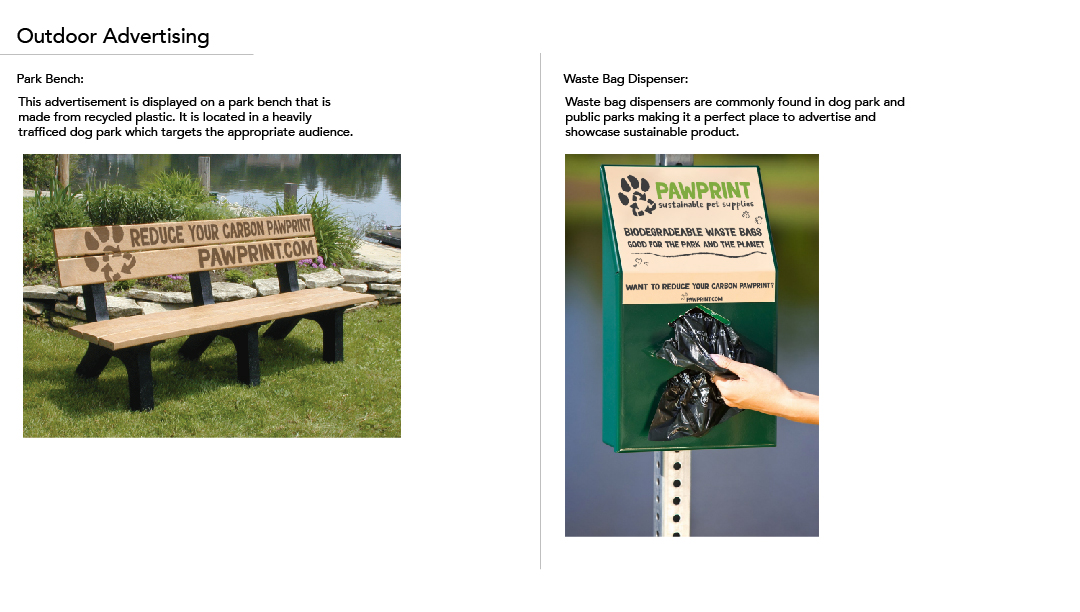 Outdoor Advertising
Park Bench:
This advertisement is displayed on a park bench that is
made from recycled plastic. It is located in a heavily
trafficed dog park which targets the appropriate audience.
REDUCE YOUR CARBON PAWPRINT
PAWPRINT.COM
Waste Bag Dispenser:
Waste bag dispensers are commonly found in dog park and
public parks making it a perfect place to advertise and
showcase sustainable product.
PAWPRINT
sustainable pet supplies
BIODEGRADEABLE WASTE BAGS
GOOD FOR THE PARK AND THE PLANET
WANT TO REDUCE YOUR CARBON PAWPRINT?
PAWPRINT.COM